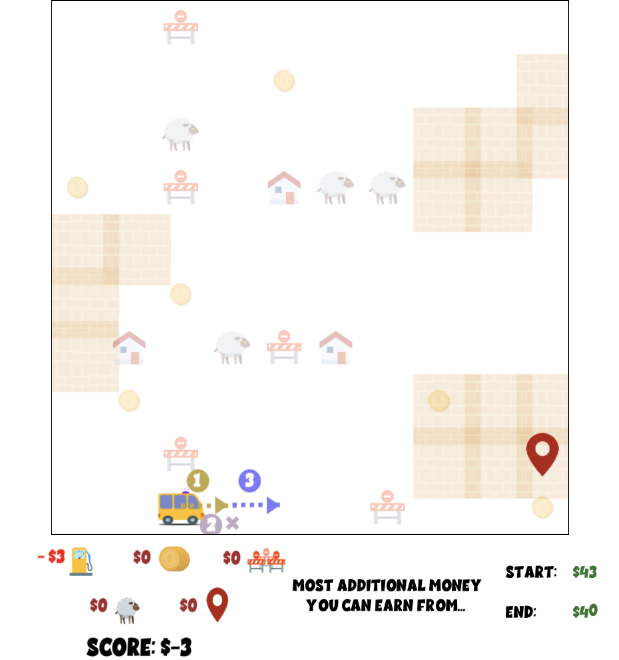 1
3
2 ×
- $3
$0
$0
MOST ADDITIONAL MONEY
YOU CAN EARN FROM...
START: $43
END: $40
$0
$0
SCORE: $-3